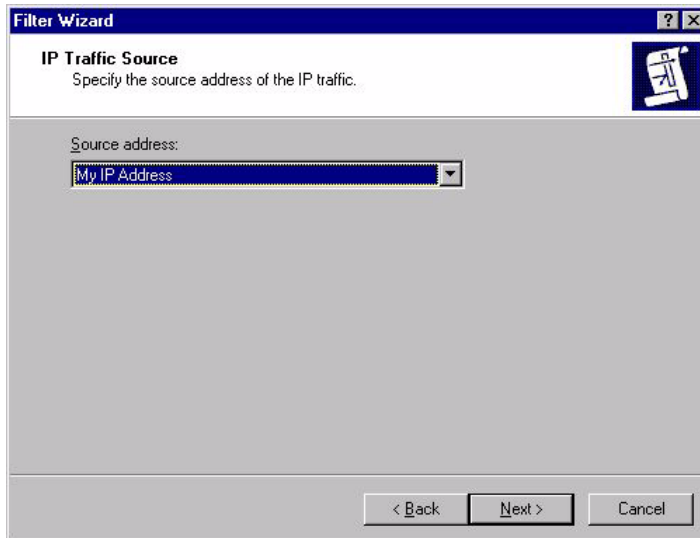 Filter Wizard
IP Traffic Source
Specify the source address of the IP traffic.
Source address:
My IP Address
< Back
Next >
Cancel